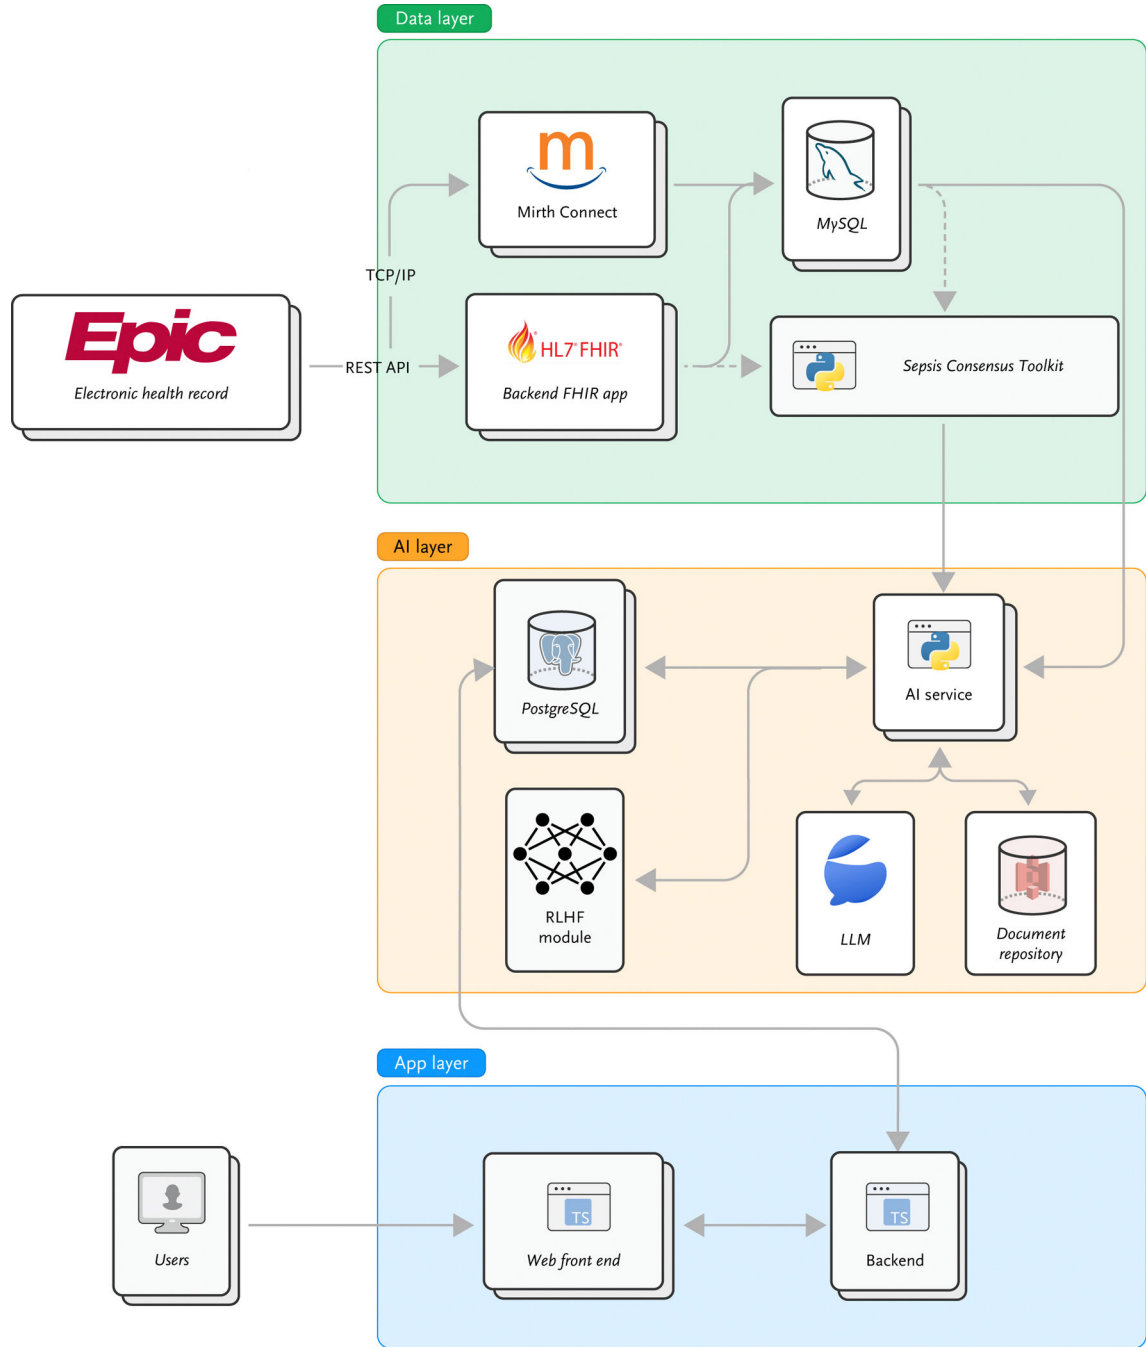 Data layer
m
Mirth Connect
MySQL
TCP/IP
Epic
Electronic health record
REST API
HL7® FHIR®
Backend FHIR app
Sepsis Consensus Toolkit
AI layer
PostgreSQL
AI service
RLHF
module
LLM
Document
repository
App layer
Users
TS
Web front end
TS
Backend